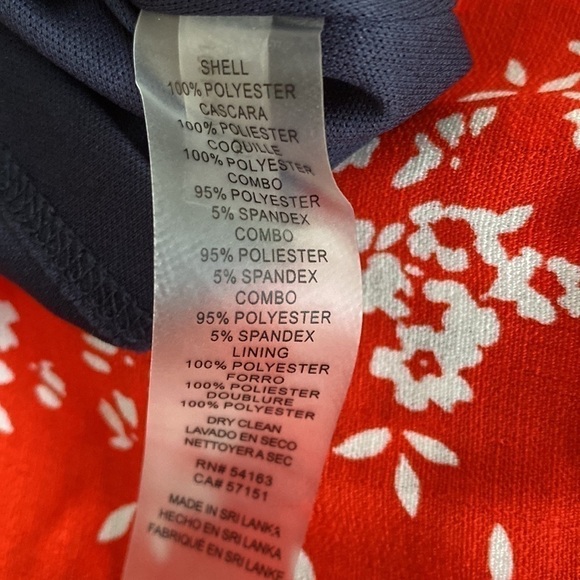 SHELL
100% POLYESTER
CASCARA
100% POLIESTER
COQUILLE
100% POLYESTER
COMBO
95% POLYESTER
5% SPANDEX
COMBO
95% POLIESTER
5% SPANDEX
COMBO
95% POLYESTER
5% SPANDEX
LINING
100% POLYESTER
FORRO
100% POLIESTER
DOUBLURE
100% POLYESTER
DRY CLEAN
LAVADO EN SECO
NETTOYER A SEC
RN# 54163
CA# 57151
MADE IN SRI LANKA
HECHO EN SRI LANKA
FABRIQUÉ EN SRI LANKE